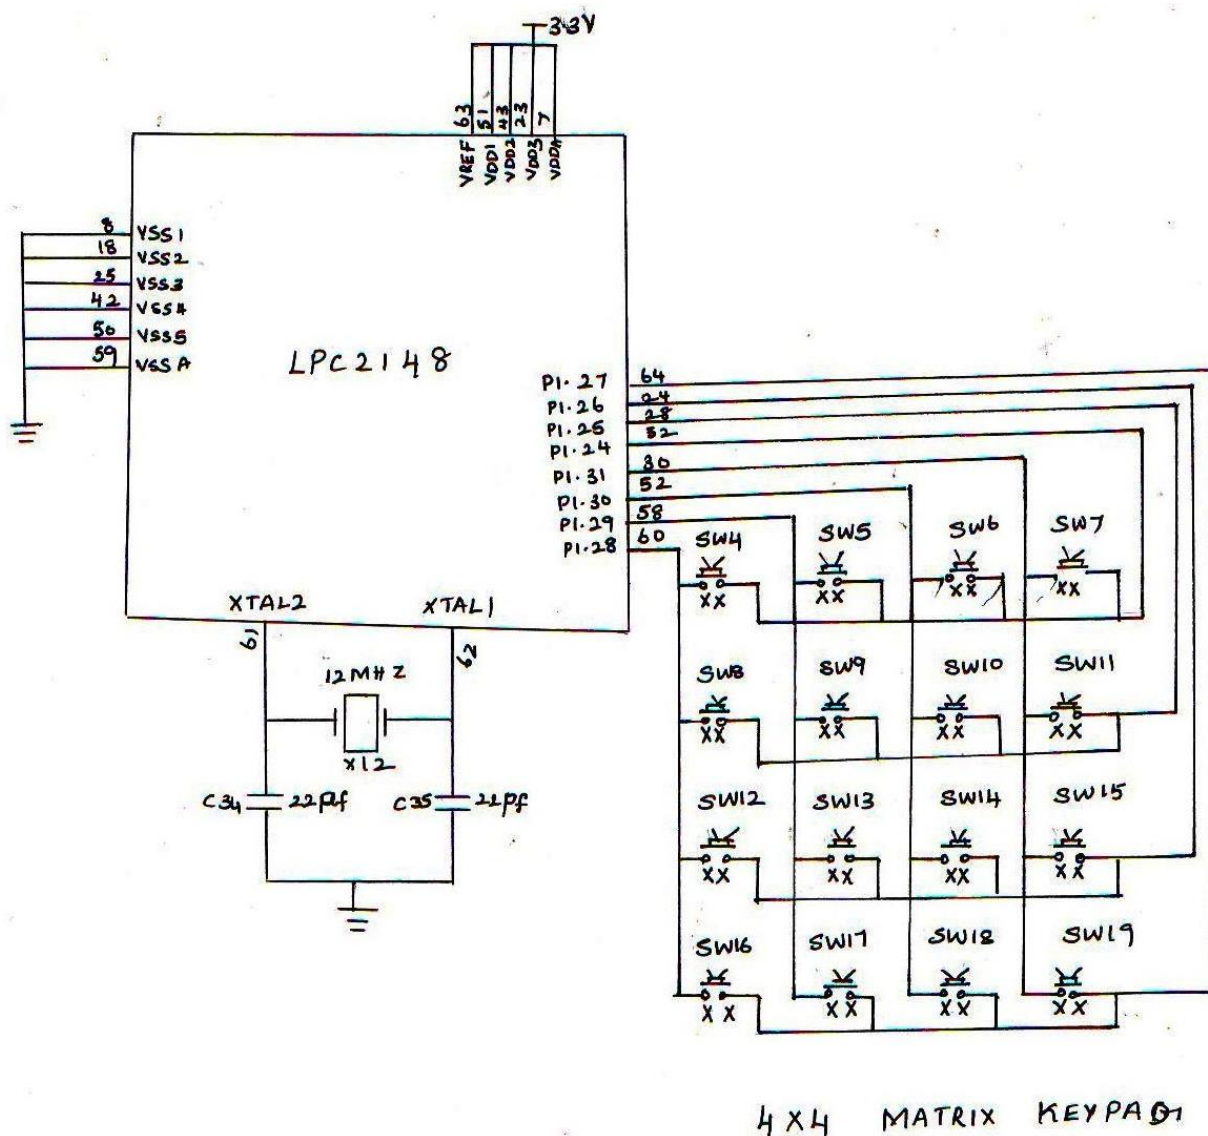 3.3V
63 51 43 23 7
VREF VDD1 VDD2 VDD3 VDDA
8 VSS1
18 VSS2
25 VSS3
42 VSS4
50 VSS5
59 VSSA
LPC2148
P1.27 64
P1.26 24
P1.25 28
P1.24 32
P1.31 30
P1.30 52
P1.29 58
P1.28 60
XTAL2 XTAL1
61 62
12MHZ
X12
C34 22pf C35 22pf
SW4 SW5 SW6 SW7
XX XX XX XX
SW8 SW9 SW10 SW11
XX XX XX XX
SW12 SW13 SW14 SW15
XX XX XX XX
SW16 SW17 SW18 SW19
XX XX XX XX
4X4 MATRIX KEYPAD